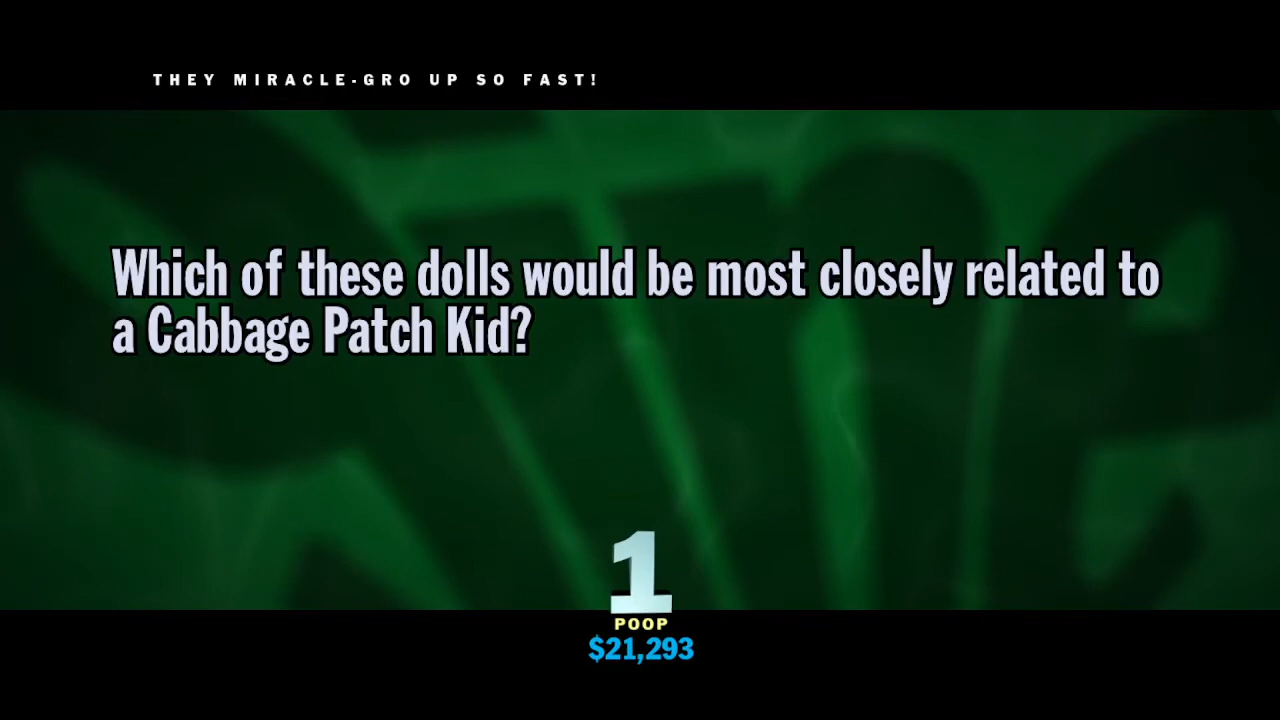 THEY MIRACLE-GRO UP SO FAST!
Which of these dolls would be most closely related to
a Cabbage Patch Kid?
1
POOP
$21,293